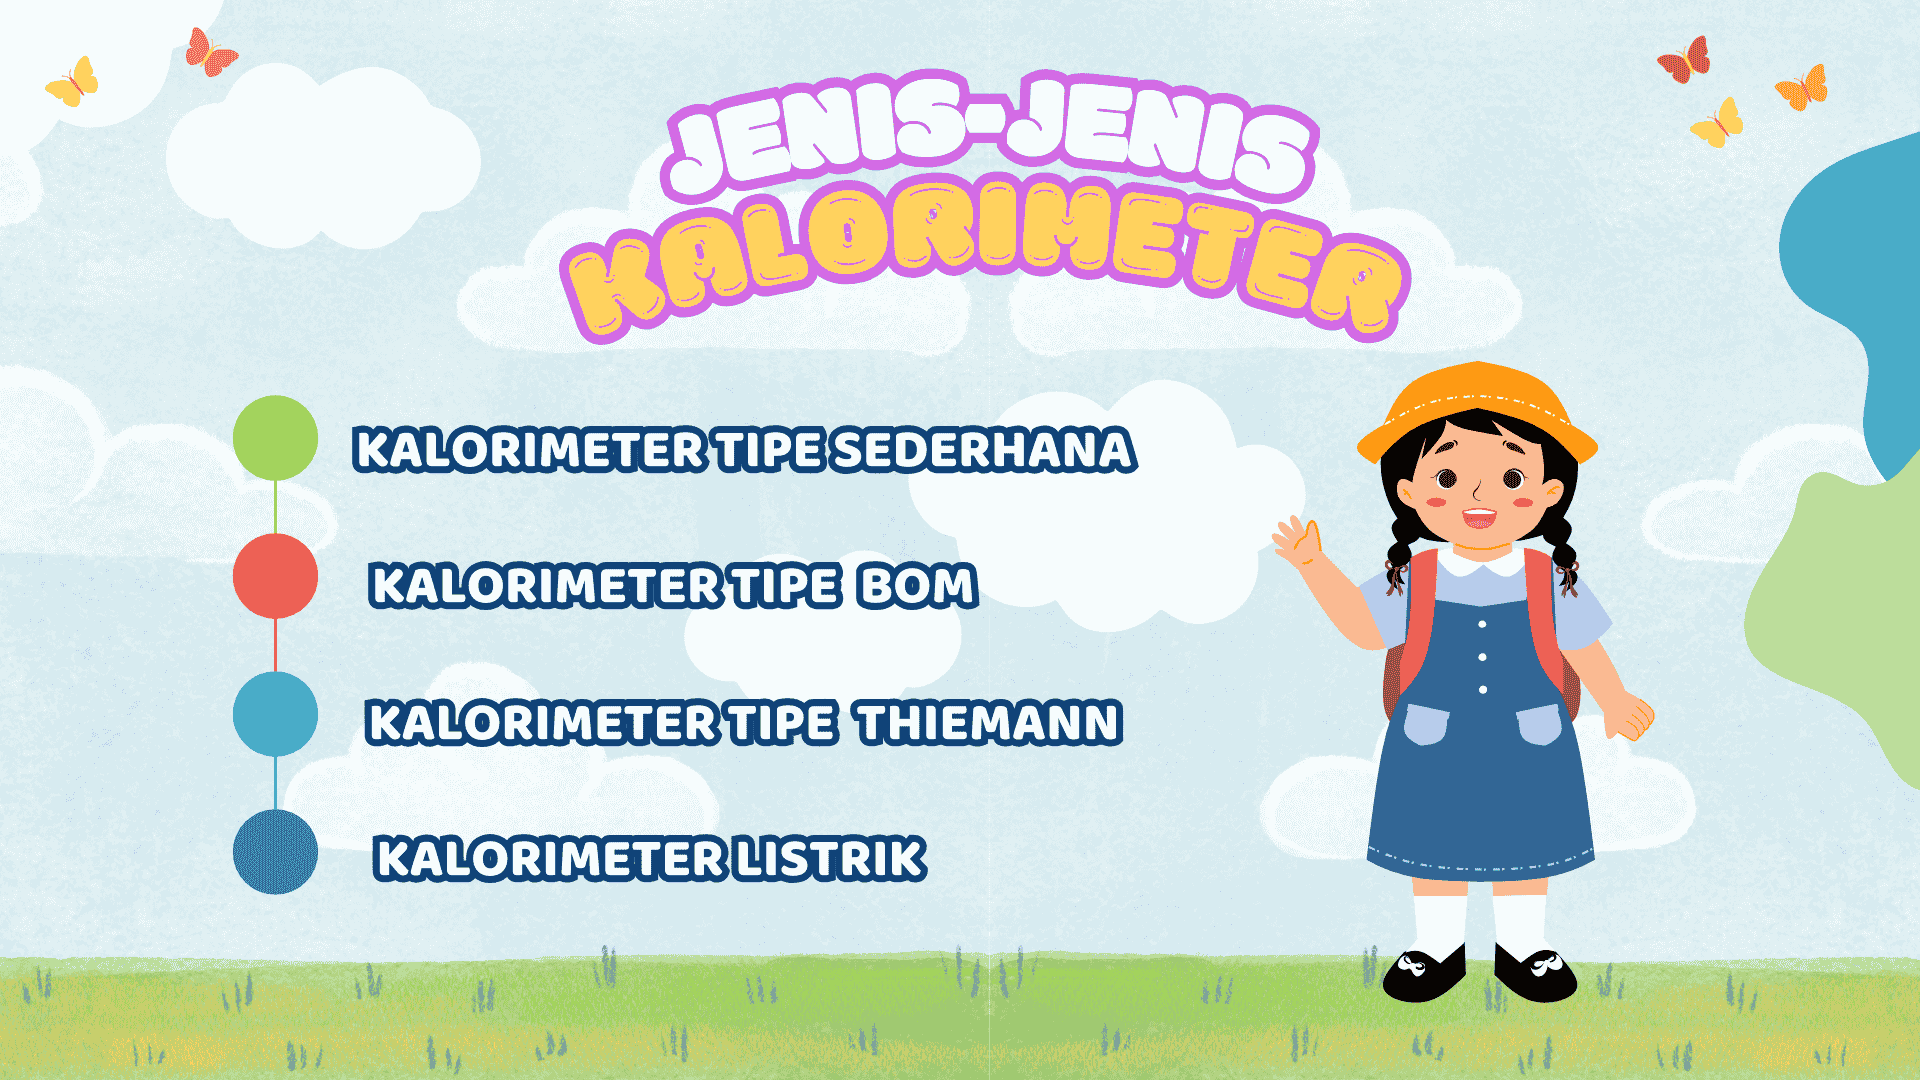 JENIS-JENIS
KALORIMETER
KALORIMETER TIPE SEDERHANA
KALORIMETER TIPE BOM
KALORIMETER TIPE THIEMANN
KALORIMETER LISTRIK